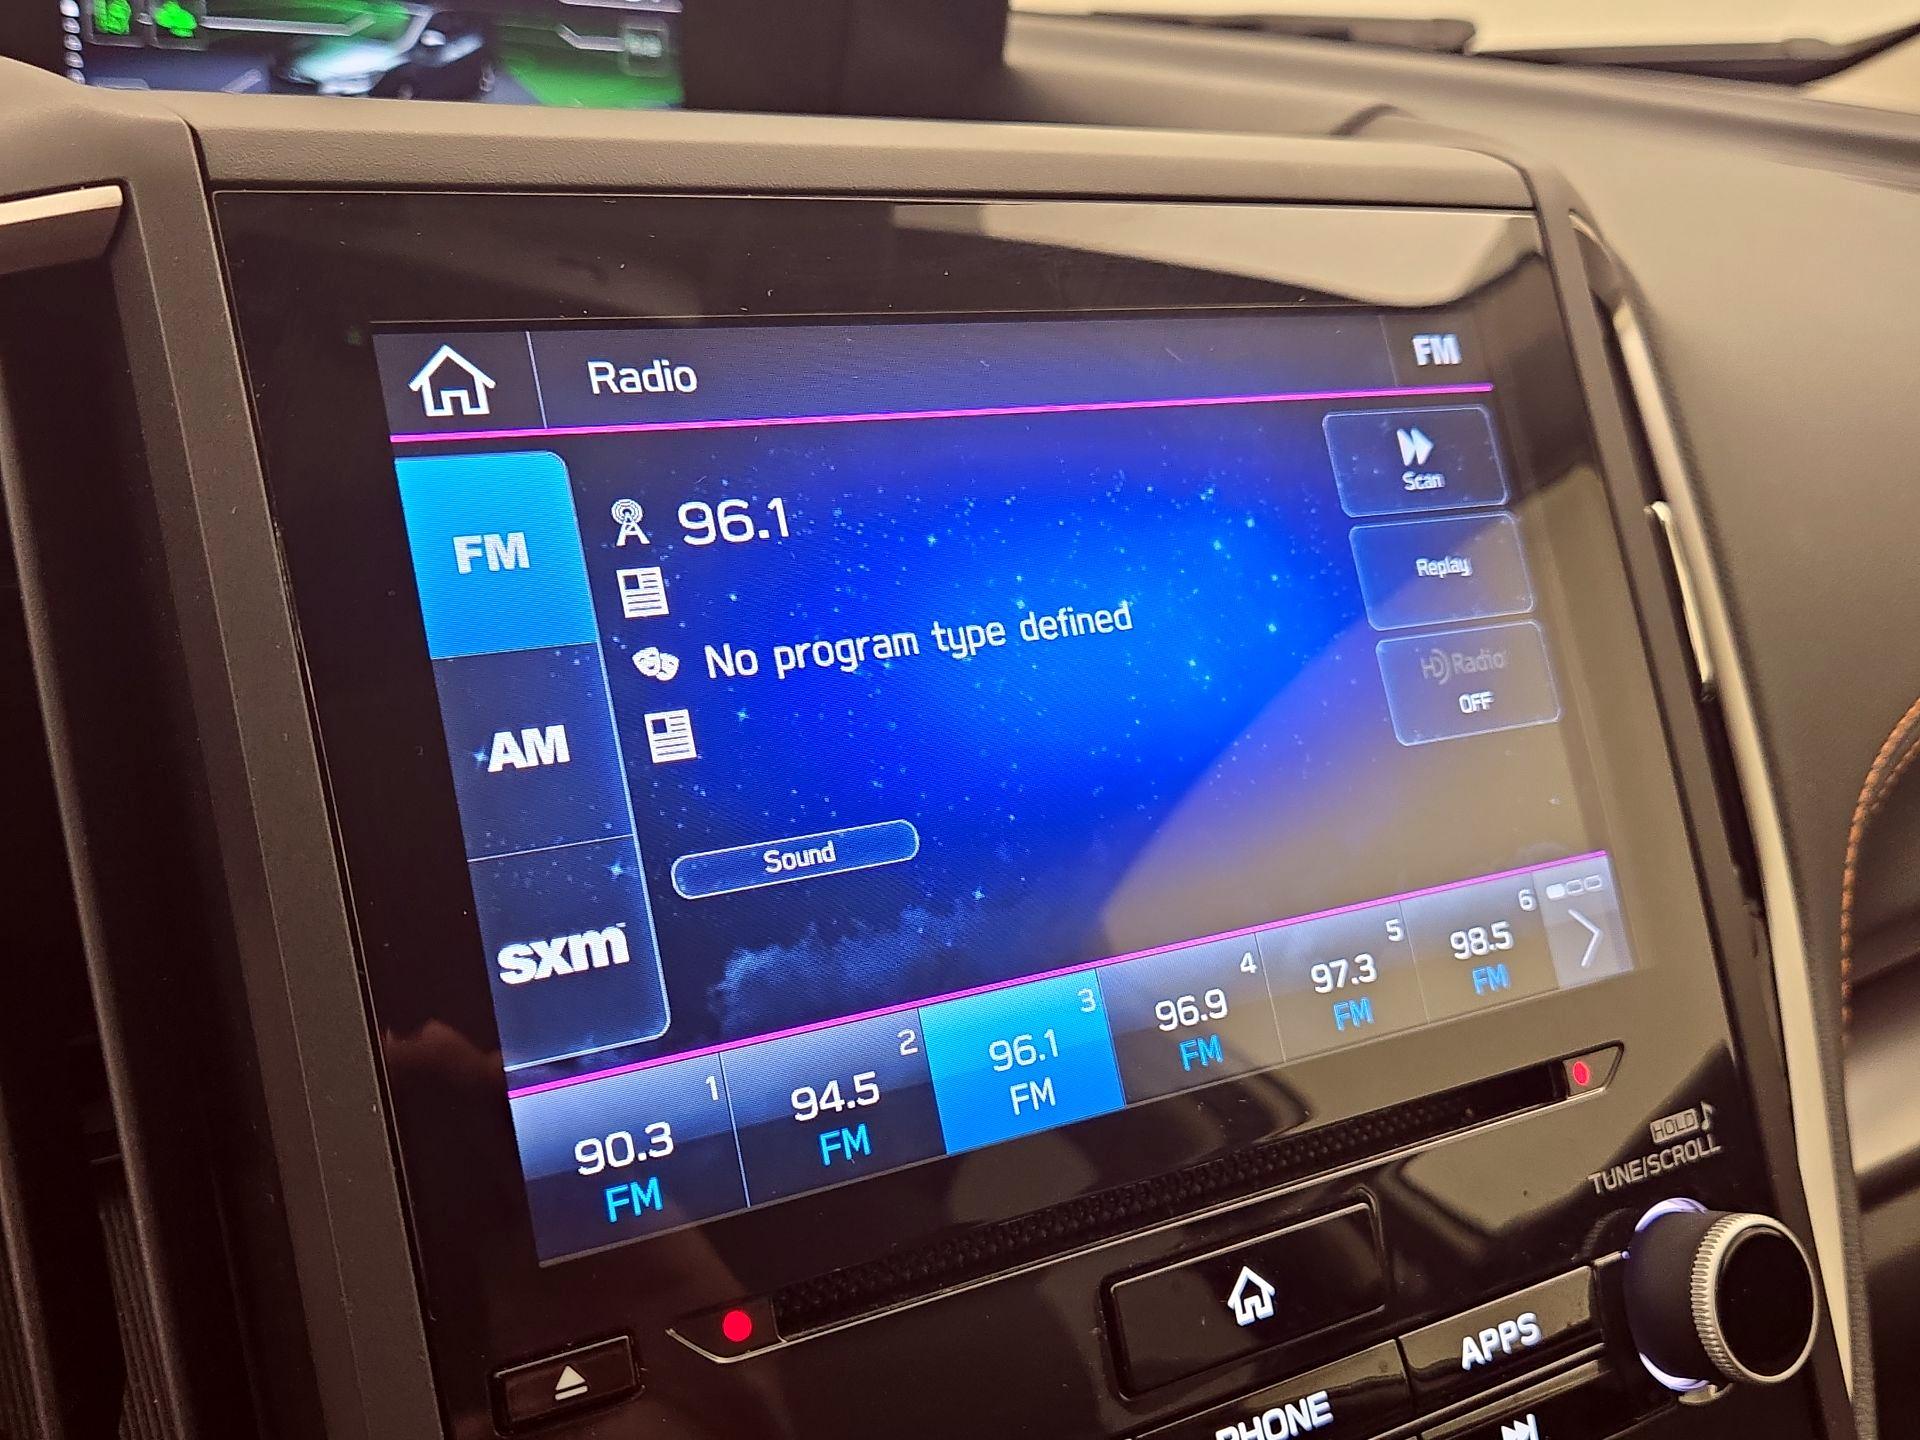 Radio
FM
FM
96.1
Scan
Replay
No program type defined
HD Radio
OFF
AM
Sound
sxm
1
90.3
FM
2
94.5
FM
3
96.1
FM
4
96.9
FM
5
97.3
FM
6
98.5
FM
HOLD
TUNE/SCROLL
APPS
PHONE